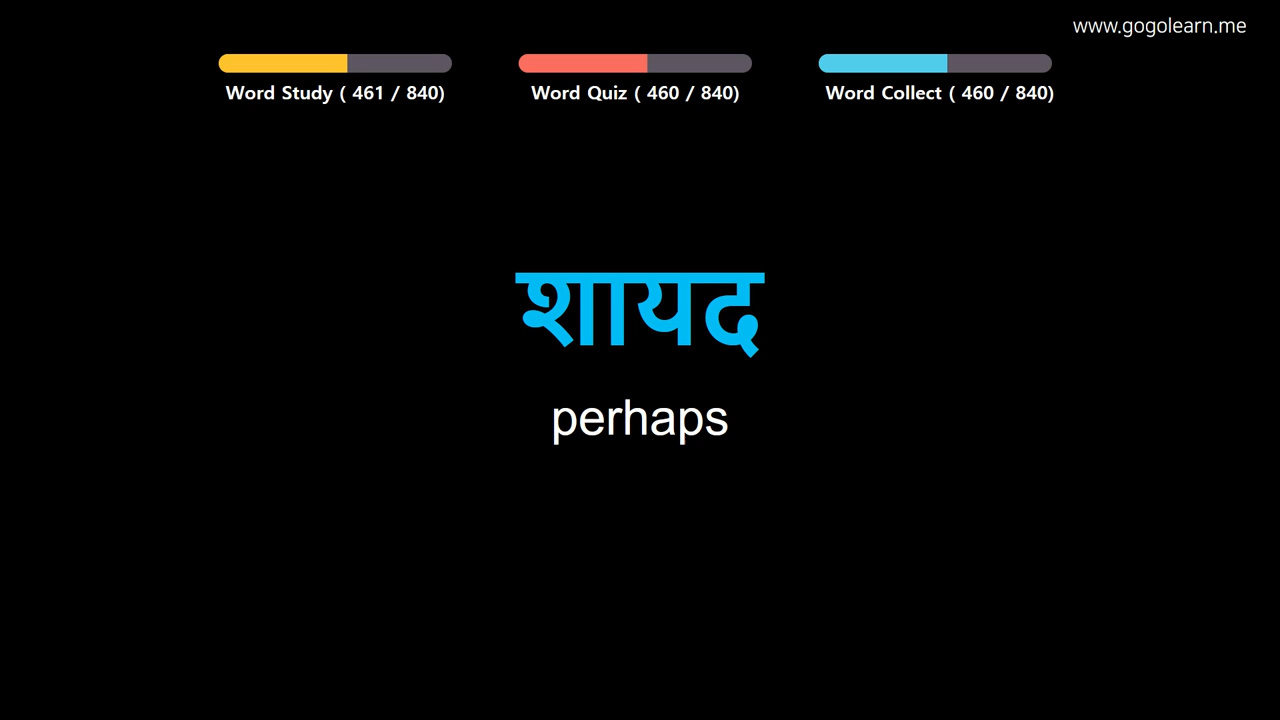 www.gogolearn.me
Word Study ( 461 / 840)
Word Quiz ( 460 / 840)
Word Collect ( 460 / 840)
शायद
perhaps